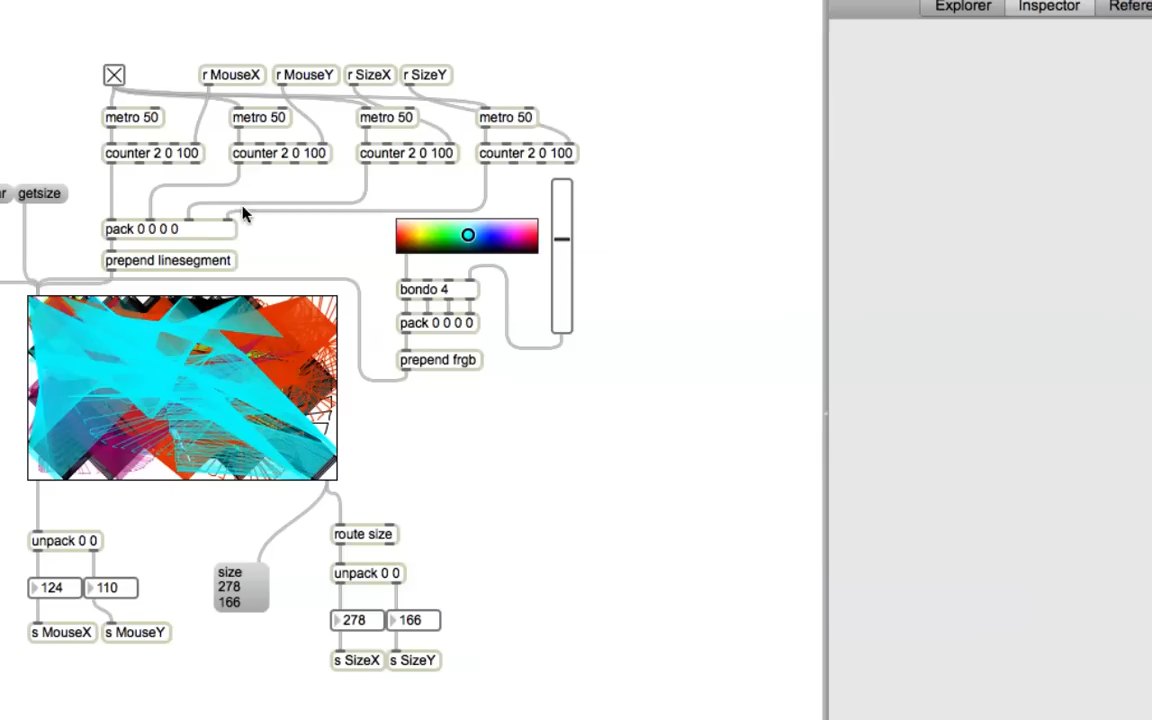 Explorer Inspector
r MouseX r MouseY r SizeX r SizeY
metro 50 metro 50 metro 50 metro 50
counter 2 0 100 counter 2 0 100 counter 2 0 100 counter 2 0 100
getsize
pack 0 0 0 0
prepend linesegment
bondo 4
pack 0 0 0 0
prepend frgb
route size
unpack 0 0
size
278
166
unpack 0 0
124 110
278 166
s MouseX s MouseY
s SizeX s SizeY